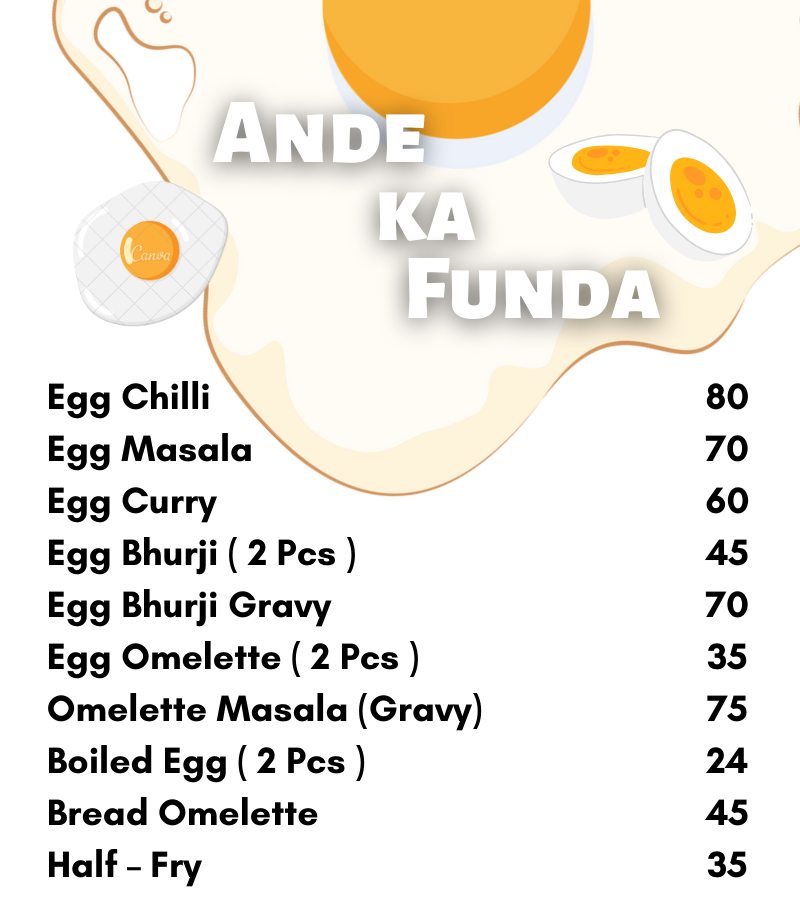 Ande
ka
Funda
Canva
Egg Chilli 80
Egg Masala 70
Egg Curry 60
Egg Bhurji ( 2 Pcs ) 45
Egg Bhurji Gravy 70
Egg Omelette ( 2 Pcs ) 35
Omelette Masala (Gravy) 75
Boiled Egg ( 2 Pcs ) 24
Bread Omelette 45
Half – Fry 35